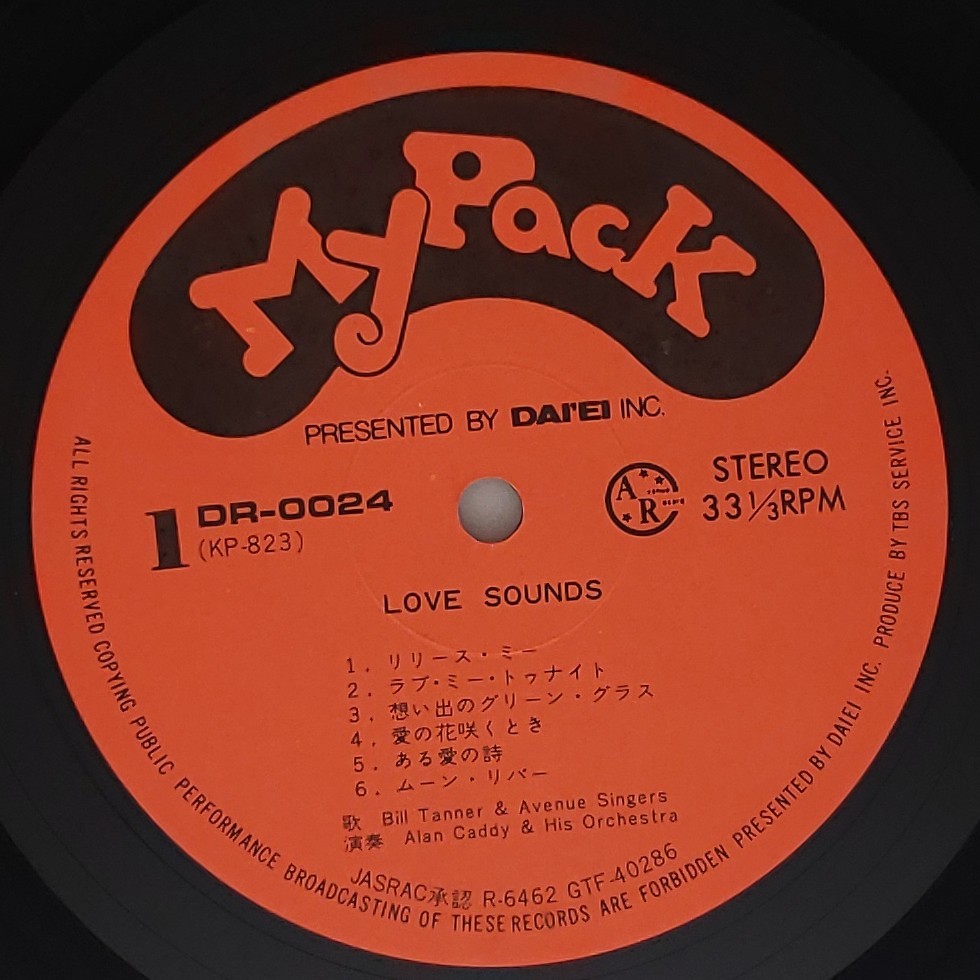 MyPack
PRESENTED BY DAI'EI INC.
1
DR-0024
(KP-823)
A R
STEREO
33 1/3 RPM
LOVE SOUNDS
1. リリース・ミー
2. ラブ・ミー・トゥナイト
3. 想い出のグリーン・グラス
4. 愛の花咲くとき
5. ある愛の詩
6. ムーン・リバー
歌 Bill Tanner & Avenue Singers
演奏 Alan Caddy & His Orchestra
JASRAC承認 R-6462 GTF-40286
ALL RIGHTS RESERVED COPYING PUBLIC PERFORMANCE BROADCASTING OF THESE RECORDS ARE FORBIDDEN PRESENTED BY DAIEI INC. PRODUCE BY TBS SERVICE INC.